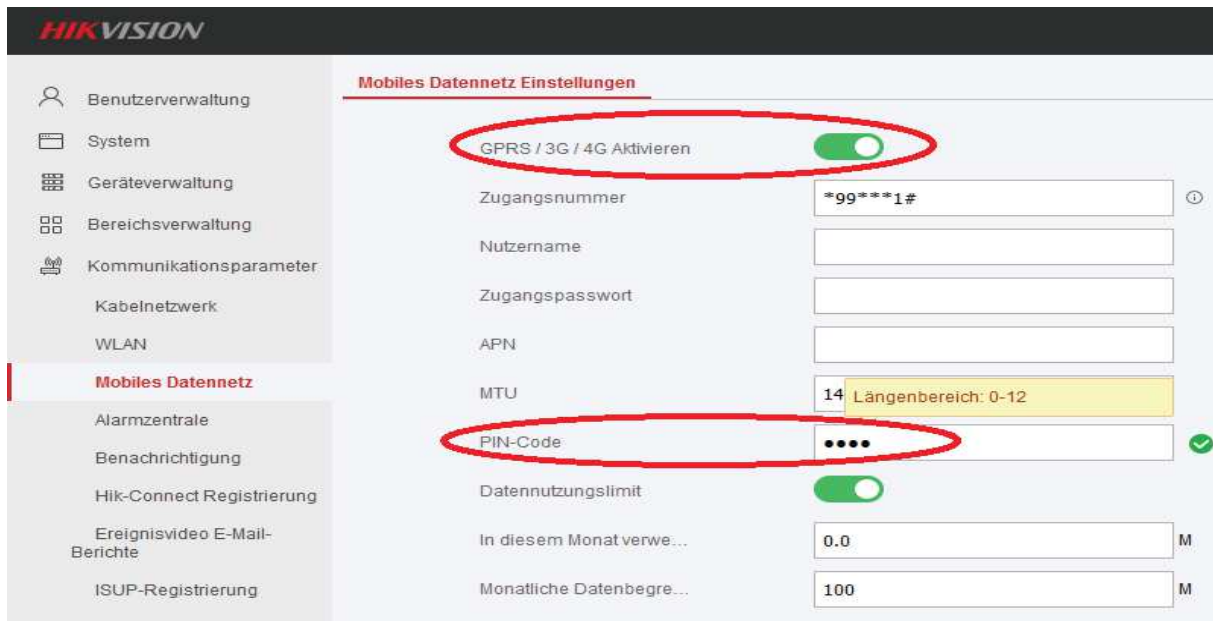 HIKVISION
Benutzerverwaltung
System
Geräteverwaltung
Bereichsverwaltung
Kommunikationsparameter
Kabelnetzwerk
WLAN
Mobiles Datennetz
Alarmzentrale
Benachrichtigung
Hik-Connect Registrierung
Ereignisvideo E-Mail-
Berichte
ISUP-Registrierung
Mobiles Datennetz Einstellungen
GPRS / 3G / 4G Aktivieren
Zugangsnummer *99***1#
Nutzername
Zugangspasswort
APN
MTU 14 Längenbereich: 0-12
PIN-Code ●●●●
Datennutzungslimit
In diesem Monat verwe... 0.0 M
Monatliche Datenbegre... 100 M